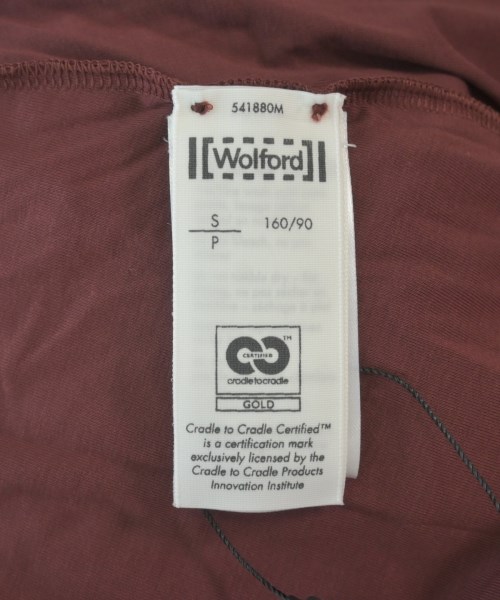 541880M
Wolford
S 160/90
P
CERTIFIED
TM
cradletocradle
GOLD
Cradle to Cradle Certified™
is a certification mark
exclusively licensed by the
Cradle to Cradle Products
Innovation Institute